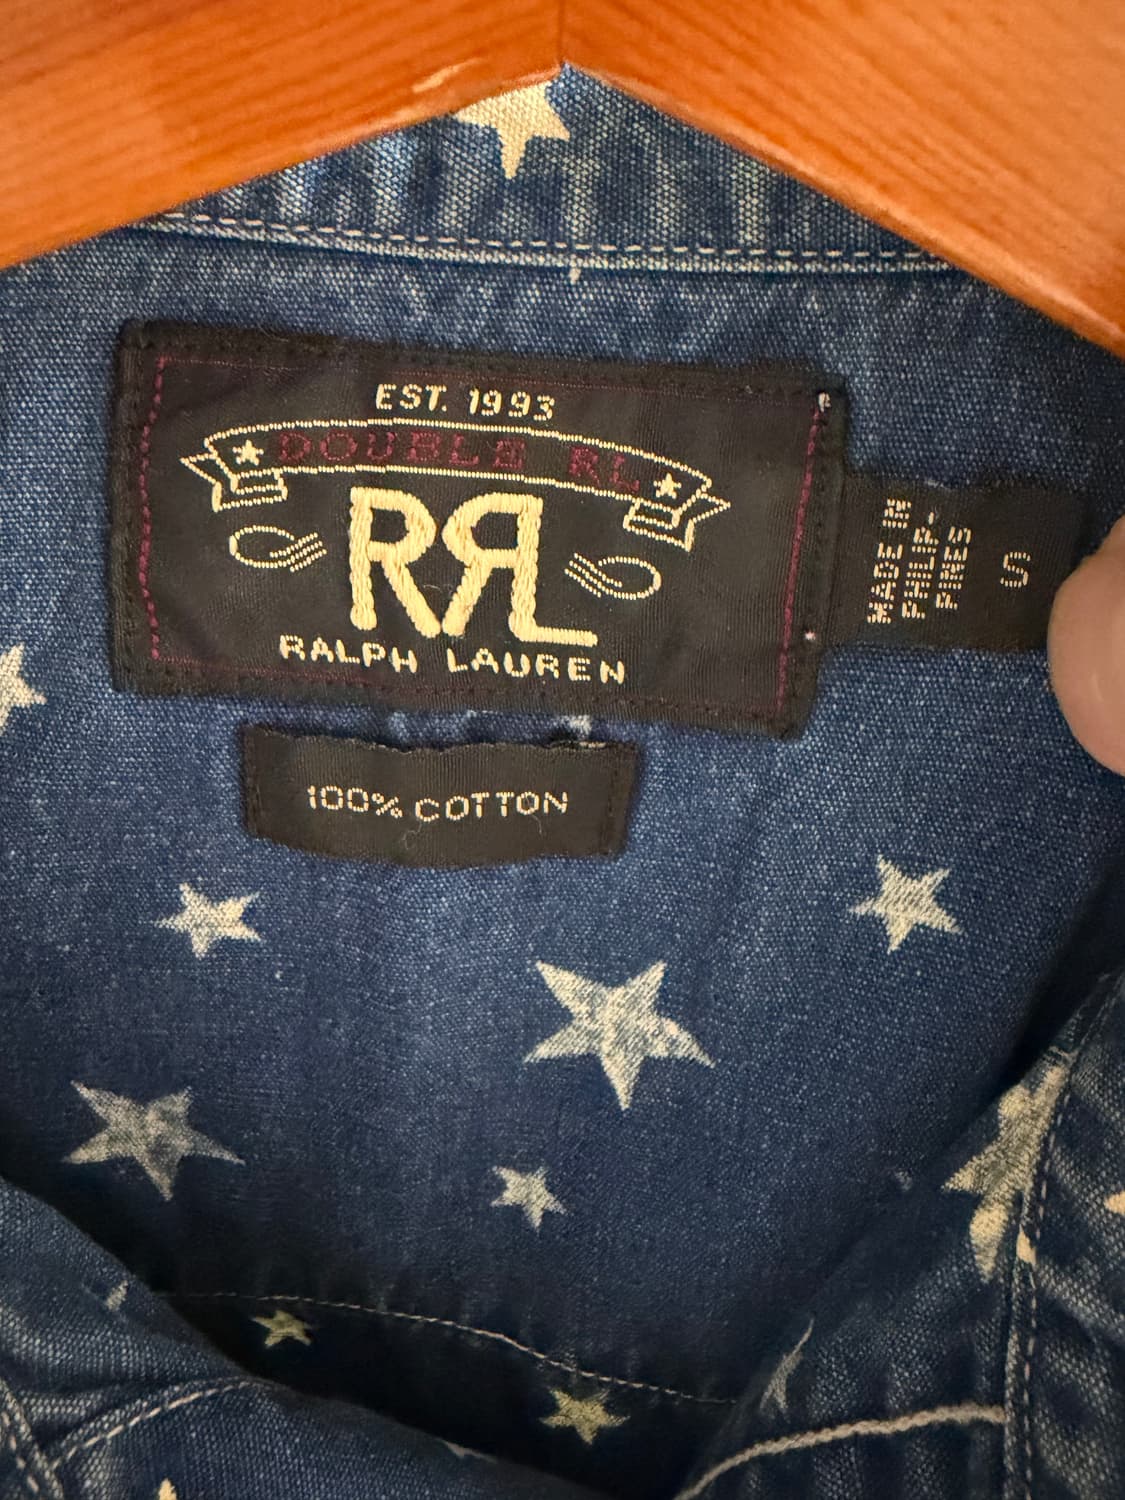 EST. 1993
DOUBLE RL
RRL
RALPH LAUREN
MADE IN
PHILIP-
PINES
S
100% COTTON